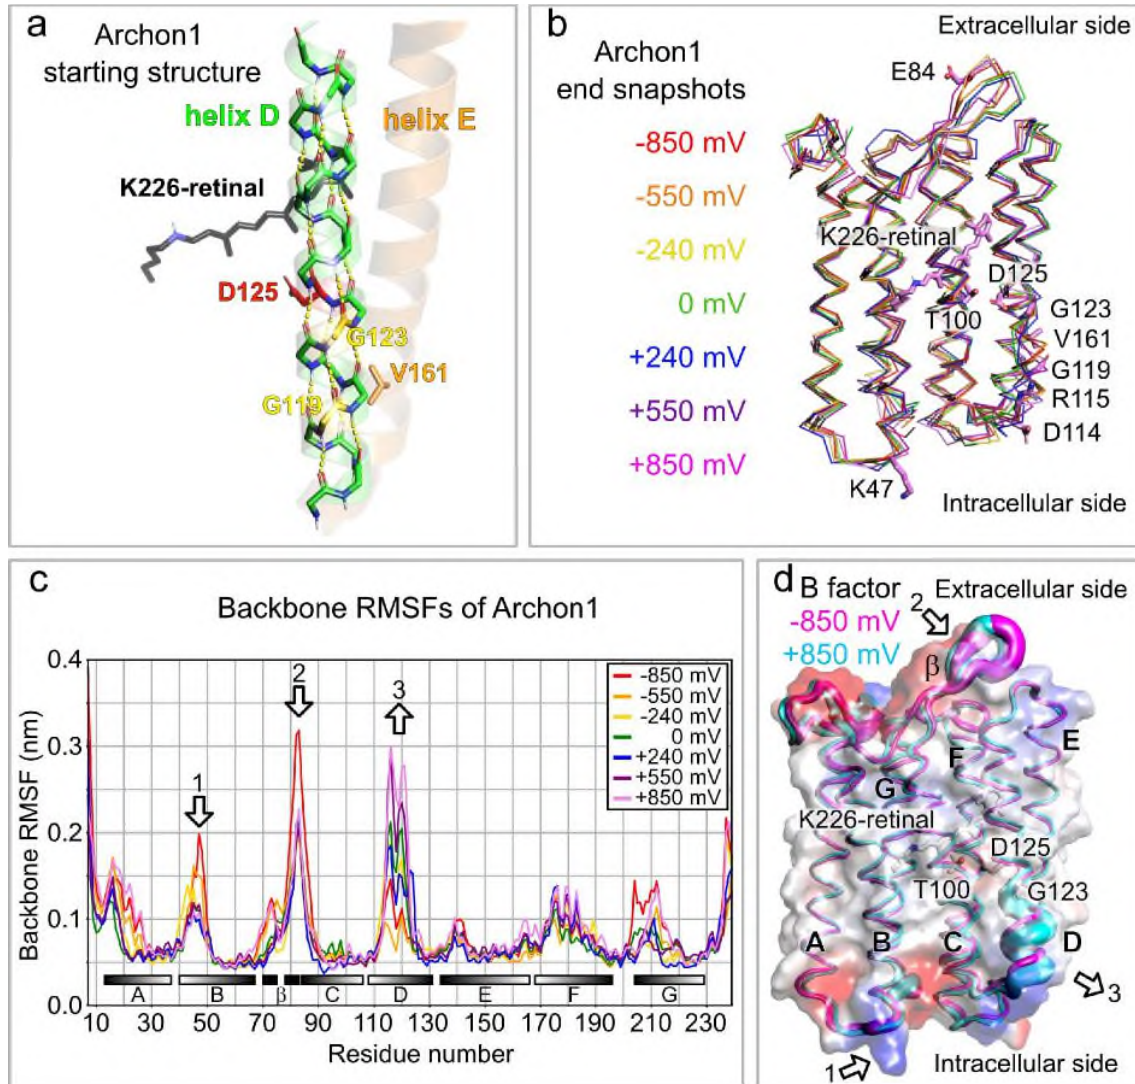 a
Archon1
starting structure
helix D
helix E
K226-retinal
D125
G123
V161
G119
b
Extracellular side
Archon1
end snapshots
E84
-850 mV
-550 mV
-240 mV
0 mV
+240 mV
+550 mV
+850 mV
K226-retinal
D125
T100
G123
V161
G119
R115
D114
K47
Intracellular side
c
Backbone RMSFs of Archon1
Backbone RMSF (nm)
0.4
0.3
0.2
0.1
0.0
1
2
3
-850 mV
-550 mV
-240 mV
0 mV
+240 mV
+550 mV
+850 mV
A B β C D E F G
10 30 50 70 90 110 130 150 170 190 210 230
Residue number
d
B factor
-850 mV
+850 mV
2
Extracellular side
β
E
F
G
K226-retinal
D125
T100
G123
A B C D
3
1
Intracellular side